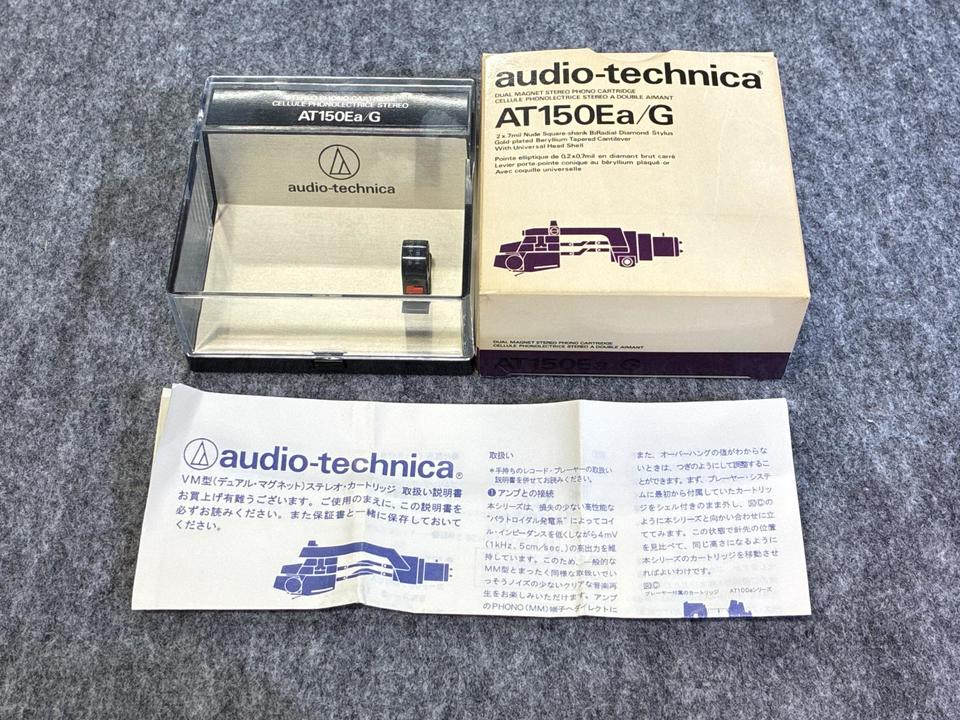 STEREO PHONO CARTRIDGE
CELLULE PHONOLECTRICE STEREO
AT150Ea/G
audio-technica
audio-technica®
DUAL MAGNET STEREO PHONO CARTRIDGE
CELLULE PHONOLECTRICE STEREO A DOUBLE AIMANT
AT150Ea/G
2x.7mil Nude Square-shank BiRadial Diamond Stylus
Gold plated Beryllium Tapered Cantilever
With Universal Head Shell
Pointe elliptique de 0,2x0,7mil en diamant brut carré
Levier porte-pointe conique au béryllium plaqué or
Avec coquille universelle
DUAL MAGNET STEREO PHONO CARTRIDGE
CELLULE PHONOLECTRICE STEREO A DOUBLE AIMANT
AT150Ea/G
audio-technica®
VM型(デュアル・マグネット)ステレオ・カートリッジ 取扱い説明書
お買上げ有難うございます。ご使用のまえに、この説明書を
必ずお読みください。また保証書と一緒に保存しておいて
ください。
取扱い
*手持ちのレコード・プレーヤーの取扱い
説明書を併せてお読みください。
❶アンプとの接続
本シリーズは、損失の少ない高性能な
"パラトロイダル発電系"によってコイ
ル・インピーダンスを低くしながら4mV
(1kHz, 5cm/sec.)の高出力を維
持しています。このため、一般的な
MM型とまったく同様な取扱いでい
っそうノイズの少ないクリアな音楽再
生をお楽しみいただけます。アンプ
のPHONO(MM)端子へダイレクトに
また、オーバーハングの値がわからな
いときは、つぎのようにして調整するこ
とができます。まず、プレーヤー・システ
ムに最初から付属していたカートリッ
ジをシェル付きのまま外し、図Ⓒの
ように本シリーズと向かい合わせに立
ててみます。この状態で針先の位置
を見比べて、同じ高さになるように
本シリーズのカートリッジを移動させ
ればよいわけです。
図Ⓒ
プレーヤー付属のカートリッジ AT100eシリーズ